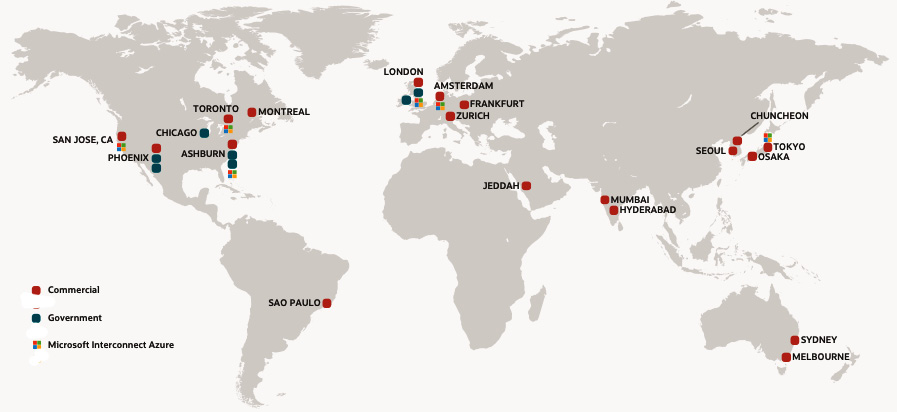 LONDON
AMSTERDAM
TORONTO
MONTREAL
FRANKFURT
ZURICH
CHUNCHEON
CHICAGO
SAN JOSE, CA
PHOENIX
ASHBURN
SEOUL
TOKYO
OSAKA
JEDDAH
MUMBAI
HYDERABAD
Commercial
SAO PAULO
Government
Microsoft Interconnect Azure
SYDNEY
MELBOURNE